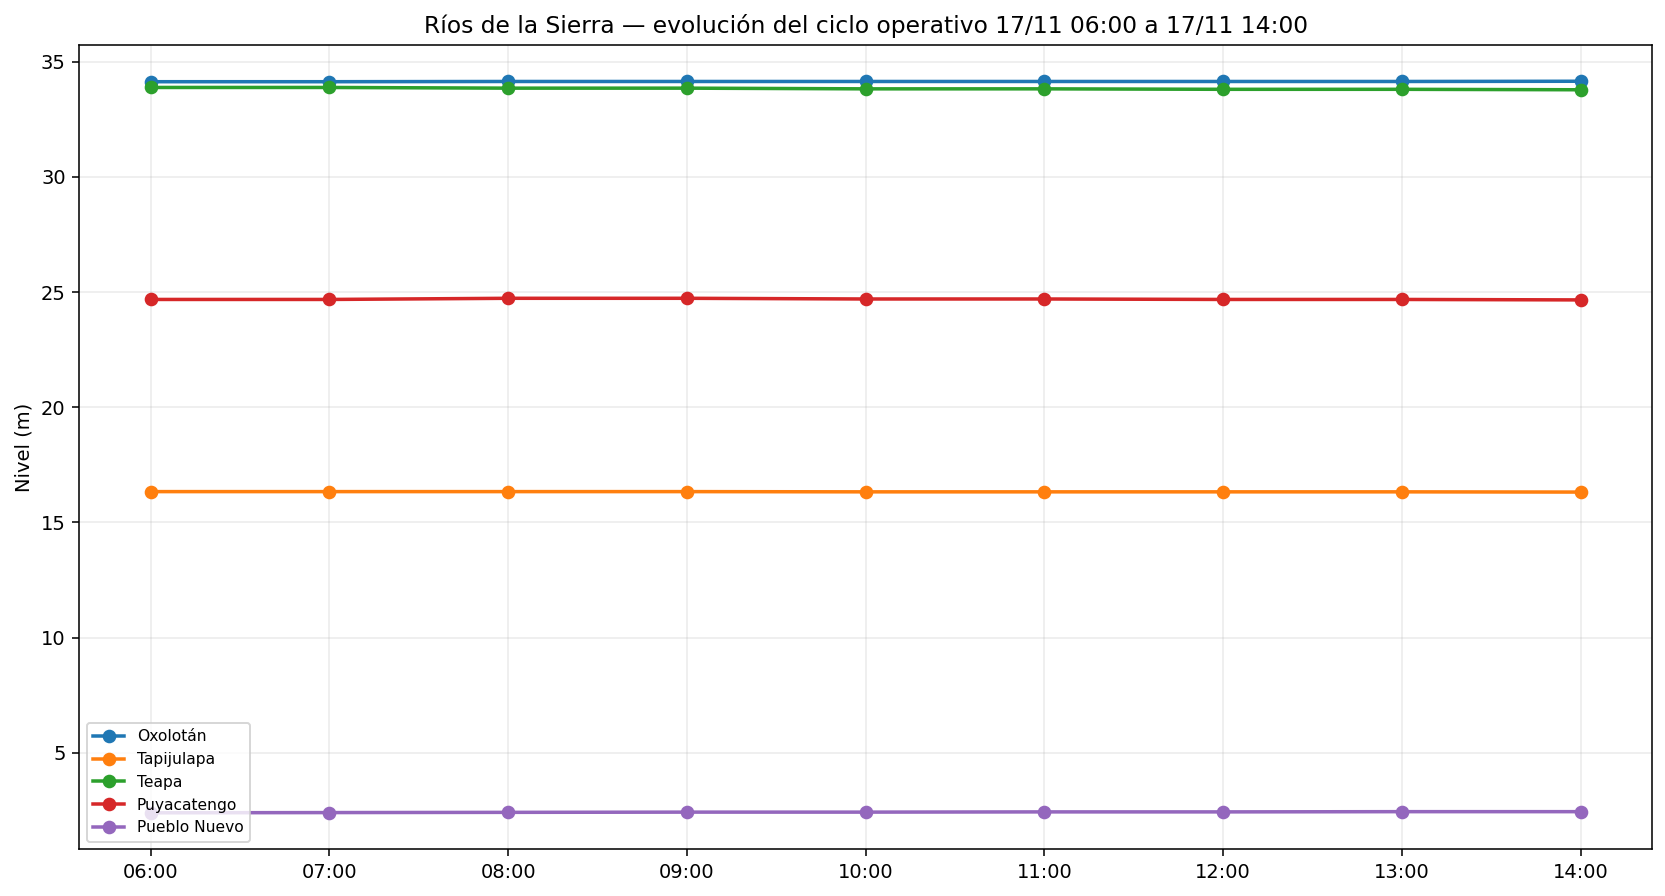 Ríos de la Sierra — evolución del ciclo operativo 17/11 06:00 a 17/11 14:00
Nivel (m)
35
30
25
20
15
10
5
Oxolotán
Tapijulapa
Teapa
Puyacatengo
Pueblo Nuevo
06:00 07:00 08:00 09:00 10:00 11:00 12:00 13:00 14:00